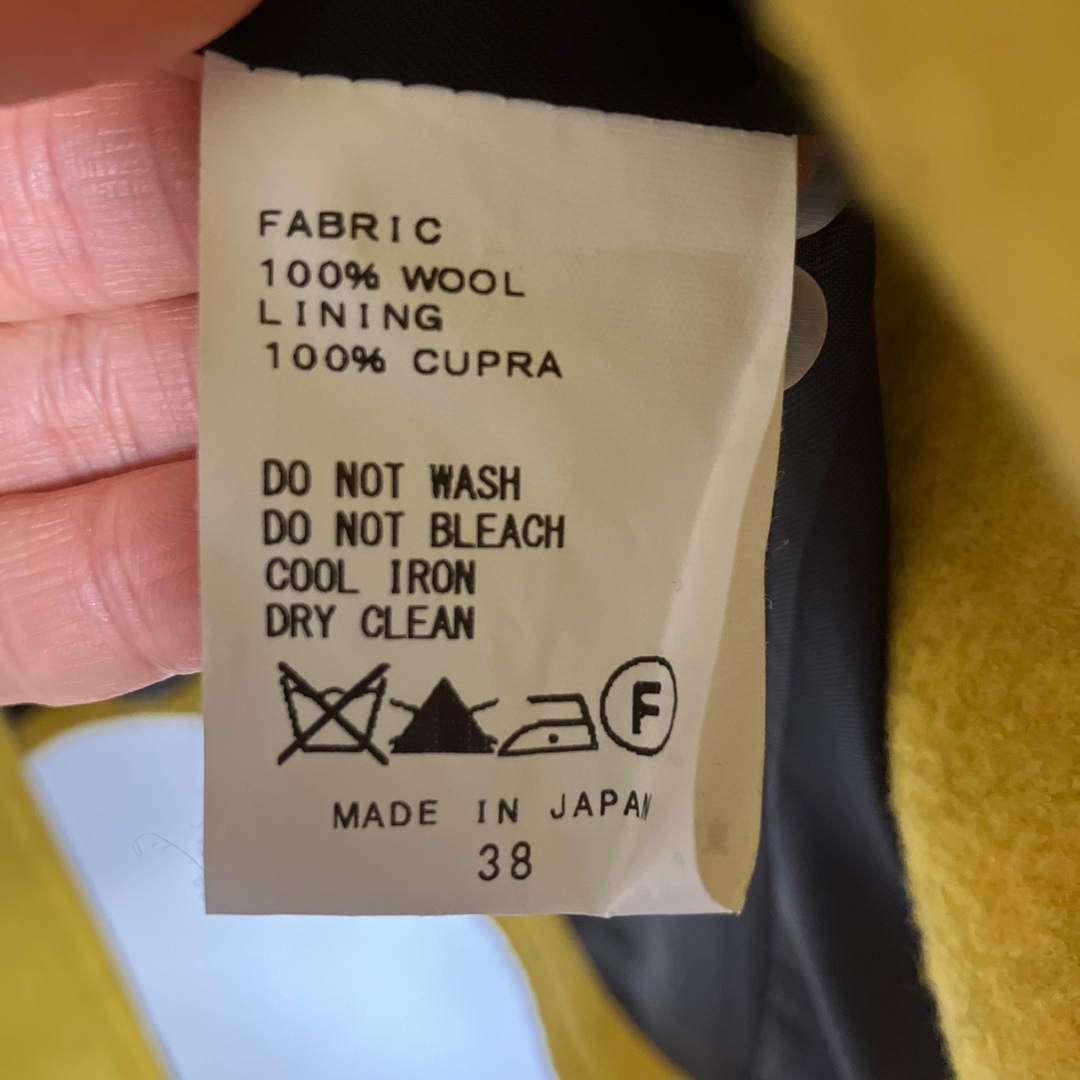 FABRIC
100% WOOL
LINING
100% CUPRA
DO NOT WASH
DO NOT BLEACH
COOL IRON
DRY CLEAN
F
MADE IN JAPAN
38